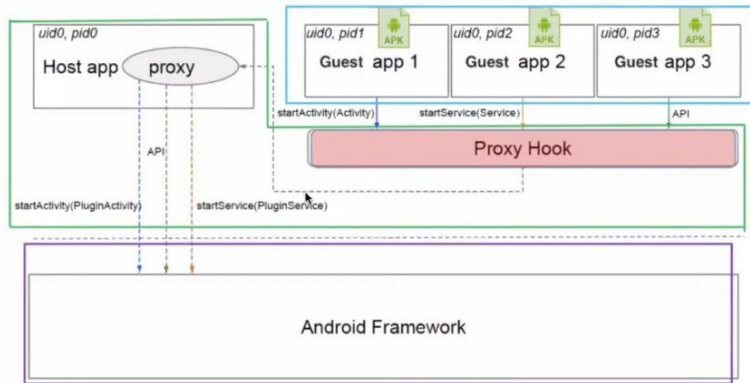 uid0, pid0
Host app
proxy
uid0, pid1
APK
Guest app 1
uid0, pid2
APK
Guest app 2
uid0, pid3
APK
Guest app 3
startActivity(Activity)
startService(Service)
API
Proxy Hook
API
startActivity(PluginActivity)
startService(PluginService)
Android Framework